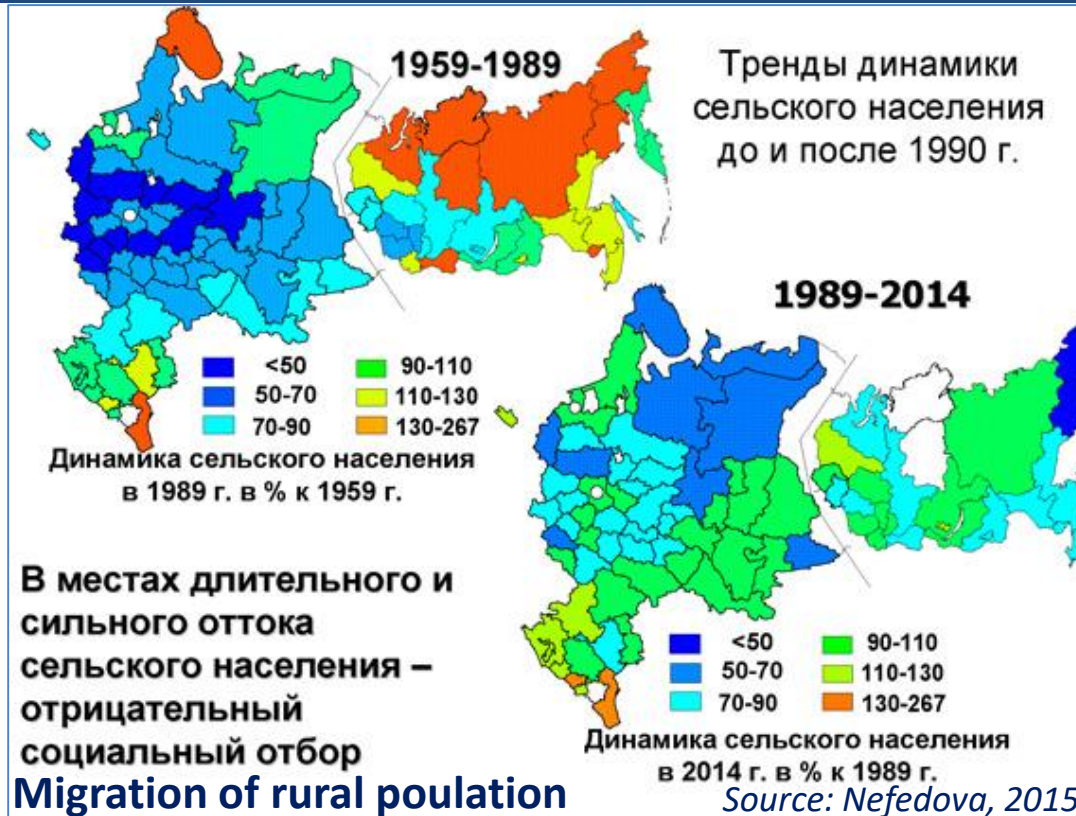 1959-1989
Тренды динамики
сельского населения
до и после 1990 г.
<50
50-70
70-90
90-110
110-130
130-267
Динамика сельского населения
в 1989 г. в % к 1959 г.
1989-2014
<50
50-70
70-90
90-110
110-130
130-267
Динамика сельского населения
в 2014 г. в % к 1989 г.
В местах длительного и
сильного оттока
сельского населения –
отрицательный
социальный отбор
Migration of rural poulation
Source: Nefedova, 2015